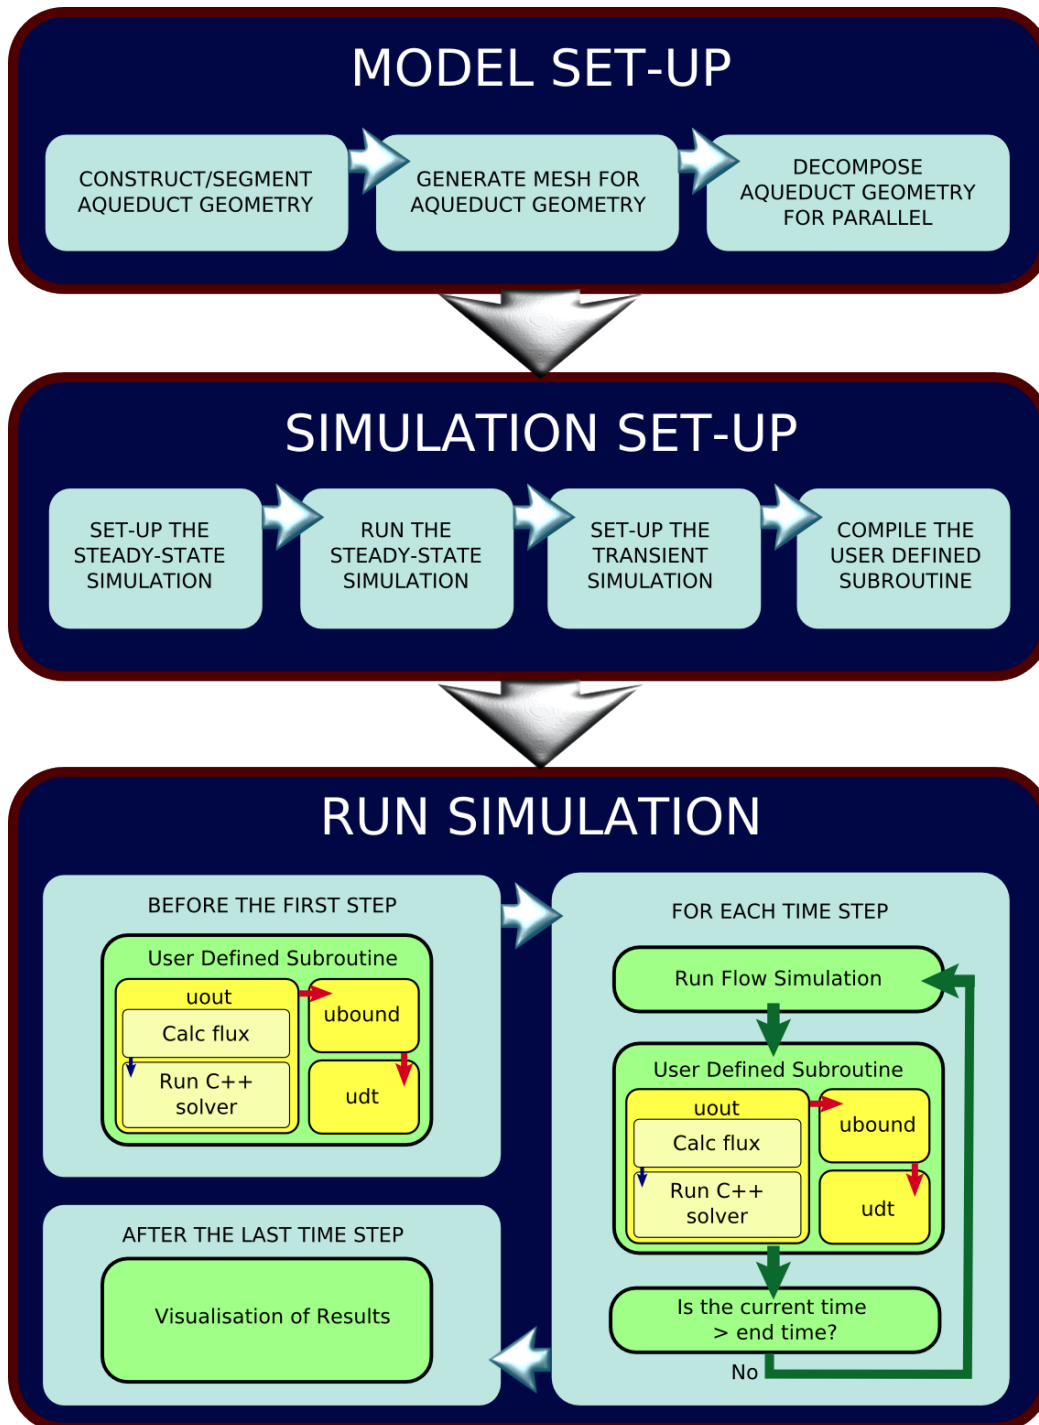 MODEL SET-UP
CONSTRUCT/SEGMENT
AQUEDUCT GEOMETRY
GENERATE MESH FOR
AQUEDUCT GEOMETRY
DECOMPOSE
AQUEDUCT GEOMETRY
FOR PARALLEL
SIMULATION SET-UP
SET-UP THE
STEADY-STATE
SIMULATION
RUN THE
STEADY-STATE
SIMULATION
SET-UP THE
TRANSIENT
SIMULATION
COMPILE THE
USER DEFINED
SUBROUTINE
RUN SIMULATION
BEFORE THE FIRST STEP
User Defined Subroutine
uout
Calc flux
Run C++
solver
ubound
udt
FOR EACH TIME STEP
Run Flow Simulation
User Defined Subroutine
uout
Calc flux
Run C++
solver
ubound
udt
Is the current time
> end time?
No
AFTER THE LAST TIME STEP
Visualisation of Results